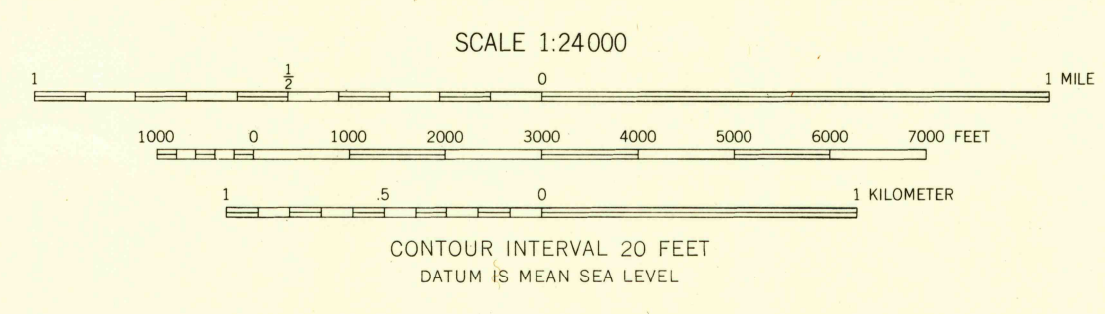 SCALE 1:24000
1 1/2 0 1 MILE
1000 0 1000 2000 3000 4000 5000 6000 7000 FEET
1 .5 0 1 KILOMETER
CONTOUR INTERVAL 20 FEET
DATUM IS MEAN SEA LEVEL